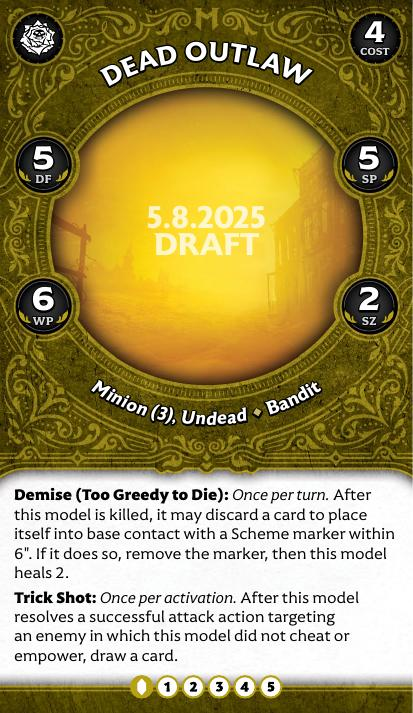 4
COST
DEAD OUTLAW
5
DF
5
SP
5.8.2025
DRAFT
6
WP
2
SZ
Minion (3), Undead ⬥ Bandit
Demise (Too Greedy to Die): Once per turn. After
this model is killed, it may discard a card to place
itself into base contact with a Scheme marker within
6". If it does so, remove the marker, then this model
heals 2.
Trick Shot: Once per activation. After this model
resolves a successful attack action targeting
an enemy in which this model did not cheat or
empower, draw a card.
1 2 3 4 5